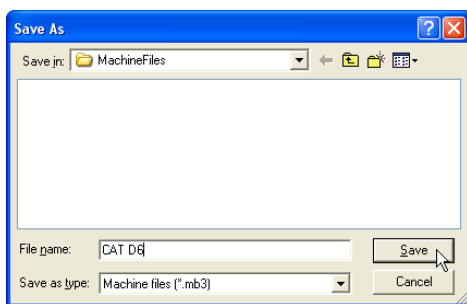 Save As
Save in: MachineFiles
File name: CAT D6 Save
Save as type: Machine files (*.mb3) Cancel